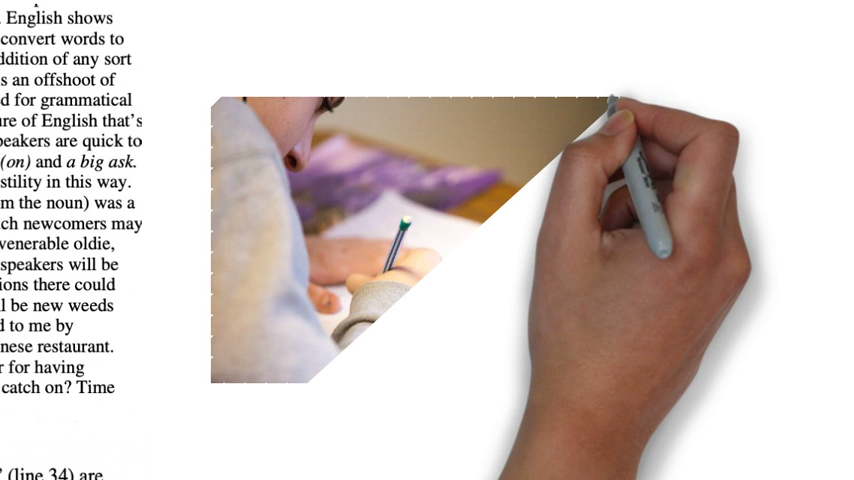 . English shows
convert words to
ddition of any sort
s an offshoot of
d for grammatical
re of English that's
peakers are quick to
(on) and a big ask.
stility in this way.
m the noun) was a
ch newcomers may
venerable oldie,
speakers will be
ions there could
l be new weeds
d to me by
nese restaurant.
r for having
catch on? Time
' (line 34) are